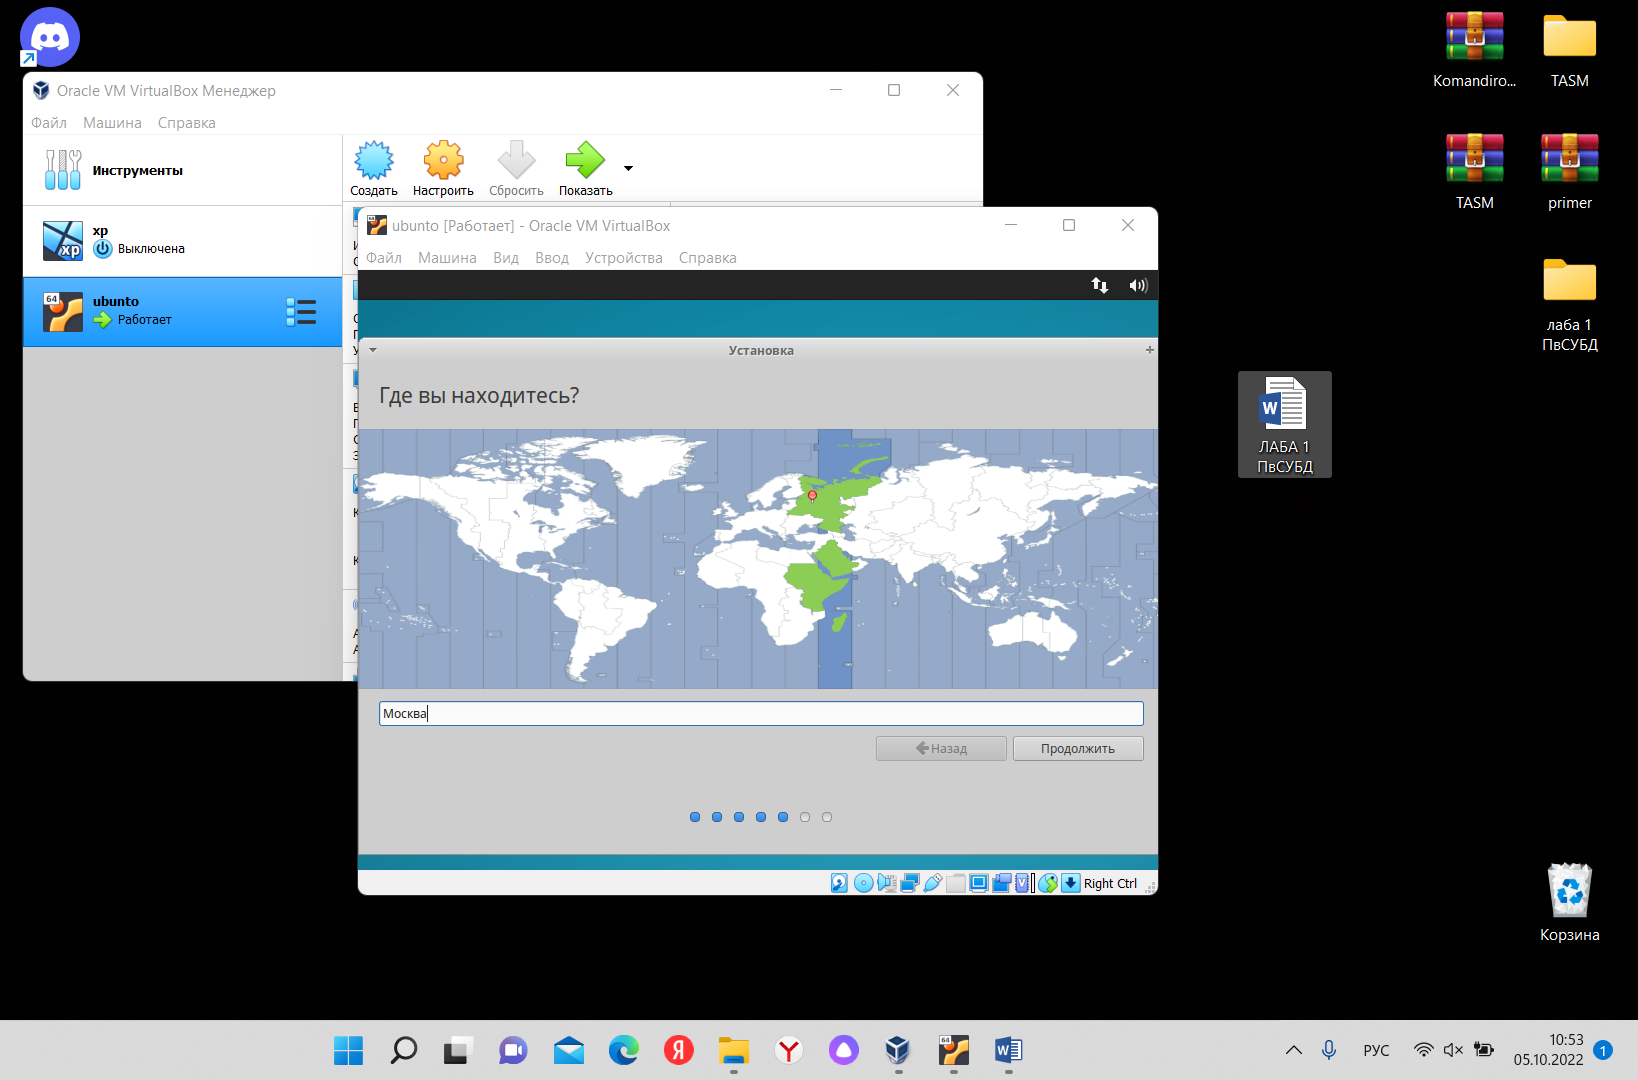 Oracle VM VirtualBox Менеджер
Файл Машина Справка
Инструменты
Создать Настроить Сбросить Показать
xp
Выключена
64
ubunto
Работает
ubunto [Работает] - Oracle VM VirtualBox
Файл Машина Вид Ввод Устройства Справка
Установка
Где вы находитесь?
Москва
Назад Продолжить
Right Ctrl
Komandiro...
TASM
TASM
primer
лаба 1
ПвСУБД
ЛАБА 1
ПвСУБД
Корзина
РУС
10:53
05.10.2022
1